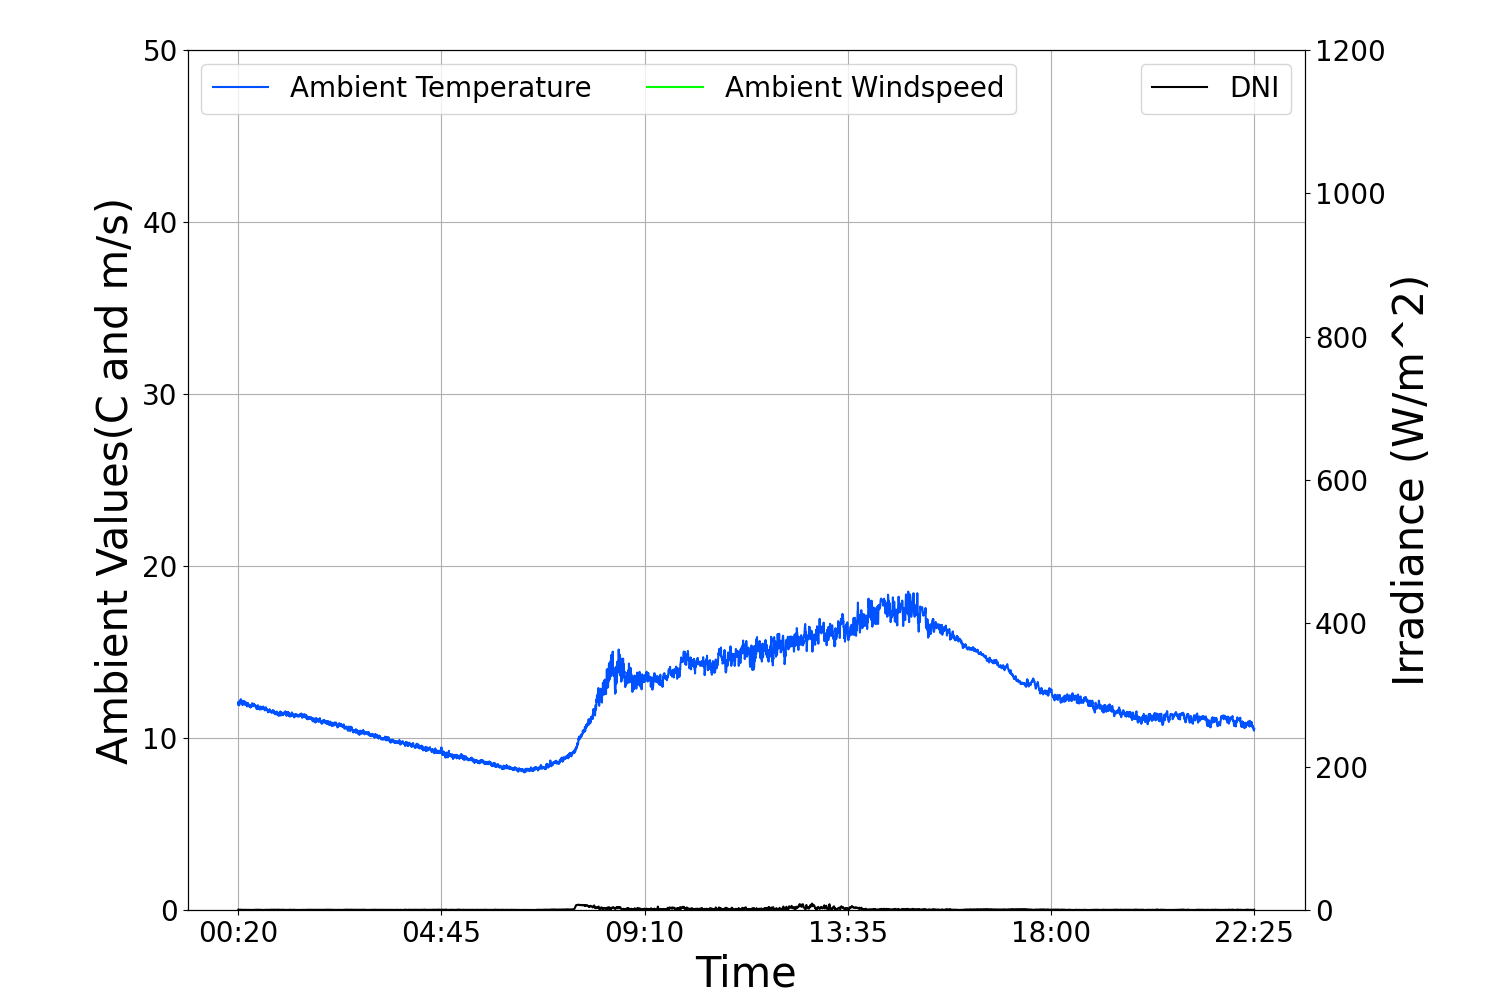 Ambient Temperature Ambient Windspeed DNI
Ambient Values(C and m/s)
50
40
30
20
10
0
1200
1000
800
600
400
200
0
Irradiance (W/m^2)
00:20 04:45 09:10 13:35 18:00 22:25
Time